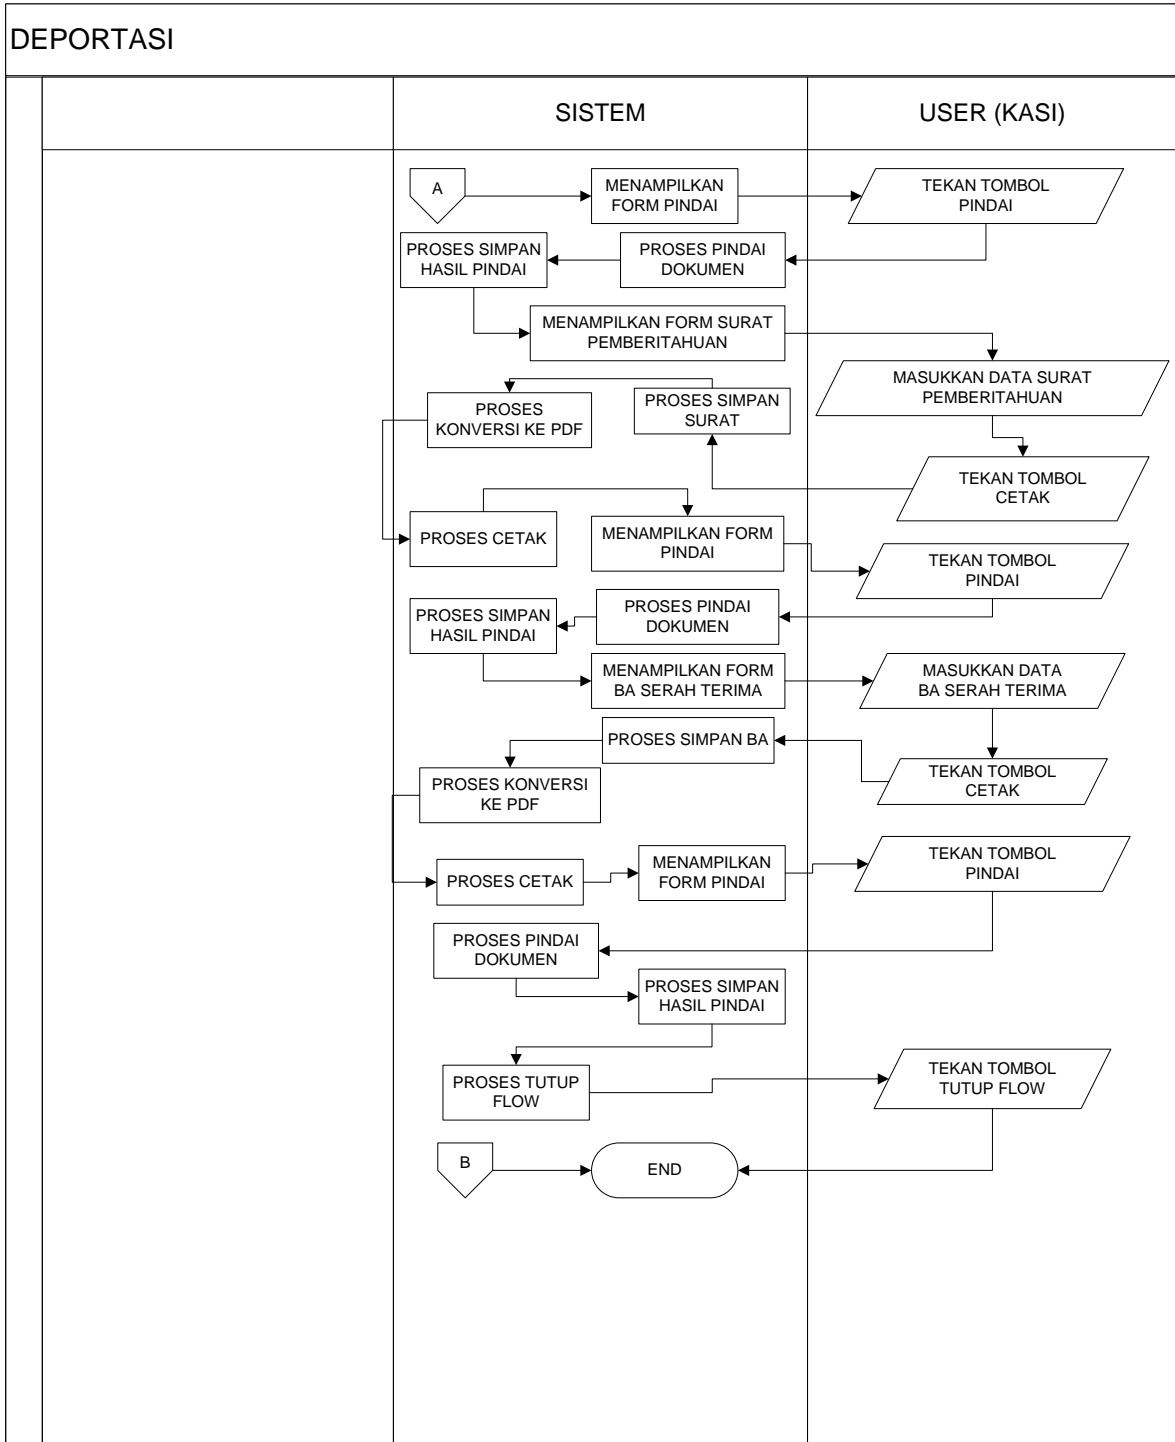 DEPORTASI
SISTEM
USER (KASI)
A
MENAMPILKAN
FORM PINDAI
TEKAN TOMBOL
PINDAI
PROSES SIMPAN
HASIL PINDAI
PROSES PINDAI
DOKUMEN
MENAMPILKAN FORM SURAT
PEMBERITAHUAN
MASUKKAN DATA SURAT
PEMBERITAHUAN
PROSES
KONVERSI KE PDF
PROSES SIMPAN
SURAT
TEKAN TOMBOL
CETAK
PROSES CETAK
MENAMPILKAN FORM
PINDAI
TEKAN TOMBOL
PINDAI
PROSES SIMPAN
HASIL PINDAI
PROSES PINDAI
DOKUMEN
MENAMPILKAN FORM
BA SERAH TERIMA
MASUKKAN DATA
BA SERAH TERIMA
PROSES SIMPAN BA
PROSES KONVERSI
KE PDF
TEKAN TOMBOL
CETAK
PROSES CETAK
MENAMPILKAN
FORM PINDAI
TEKAN TOMBOL
PINDAI
PROSES PINDAI
DOKUMEN
PROSES SIMPAN
HASIL PINDAI
PROSES TUTUP
FLOW
TEKAN TOMBOL
TUTUP FLOW
B
END